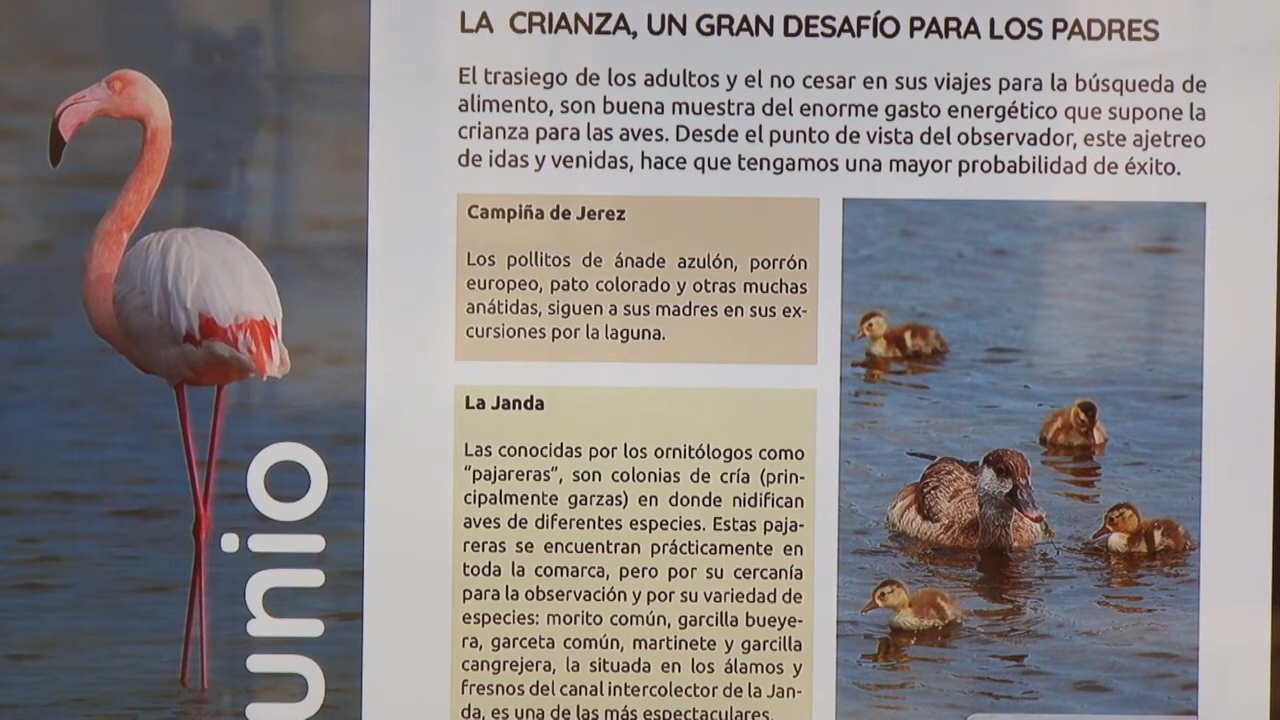 LA CRIANZA, UN GRAN DESAFÍO PARA LOS PADRES
El trasiego de los adultos y el no cesar en sus viajes para la búsqueda de
alimento, son buena muestra del enorme gasto energético que supone la
crianza para las aves. Desde el punto de vista del observador, este ajetreo
de idas y venidas, hace que tengamos una mayor probabilidad de éxito.
Campiña de Jerez
Los pollitos de ánade azulón, porrón
europeo, pato colorado y otras muchas
anátidas, siguen a sus madres en sus ex-
cursiones por la laguna.
La Janda
Las conocidas por los ornitólogos como
“pajareras”, son colonias de cría (prin-
cipalmente garzas) en donde nidifican
aves de diferentes especies. Estas paja-
reras se encuentran prácticamente en
toda la comarca, pero por su cercanía
para la observación y por su variedad de
especies: morito común, garcilla bueye-
ra, garceta común, martinete y garcilla
cangrejera, la situada en los álamos y
fresnos del canal intercolector de la Jan-
da, es una de las más espectaculares.
unio